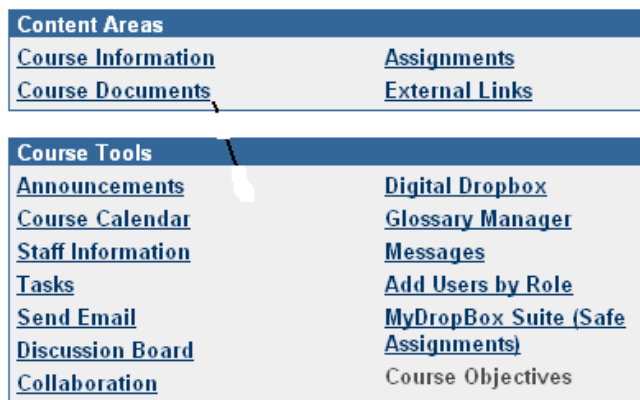 Content Areas
Course Information
Course Documents
Assignments
External Links
Course Tools
Announcements
Course Calendar
Staff Information
Tasks
Send Email
Discussion Board
Collaboration
Digital Dropbox
Glossary Manager
Messages
Add Users by Role
MyDropBox Suite (Safe
Assignments)
Course Objectives